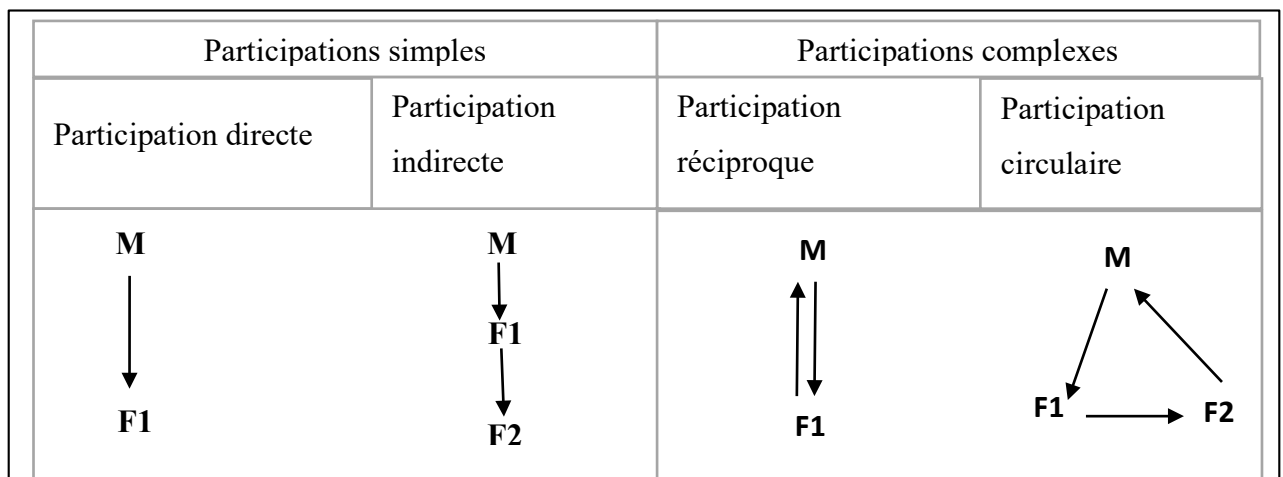 Participations simples
Participations complexes
Participation directe
Participation
indirecte
Participation
réciproque
Participation
circulaire
M
F1
M
F1
F2
M
F1
M
F1
F2